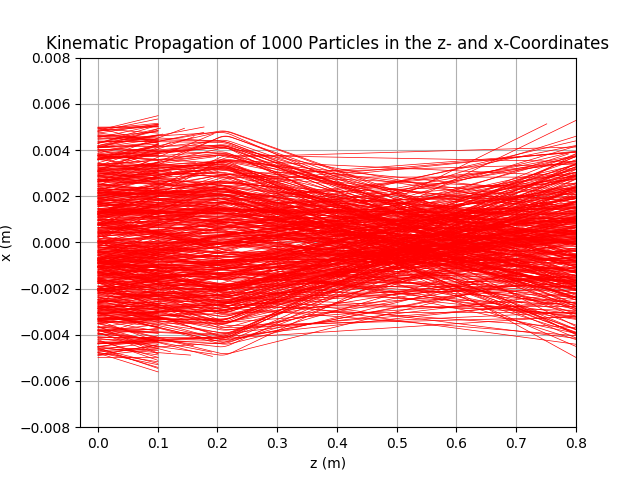 Kinematic Propagation of 1000 Particles in the z- and x-Coordinates
0.008
0.006
0.004
0.002
0.000
−0.002
−0.004
−0.006
−0.008
x (m)
0.0 0.1 0.2 0.3 0.4 0.5 0.6 0.7 0.8
z (m)